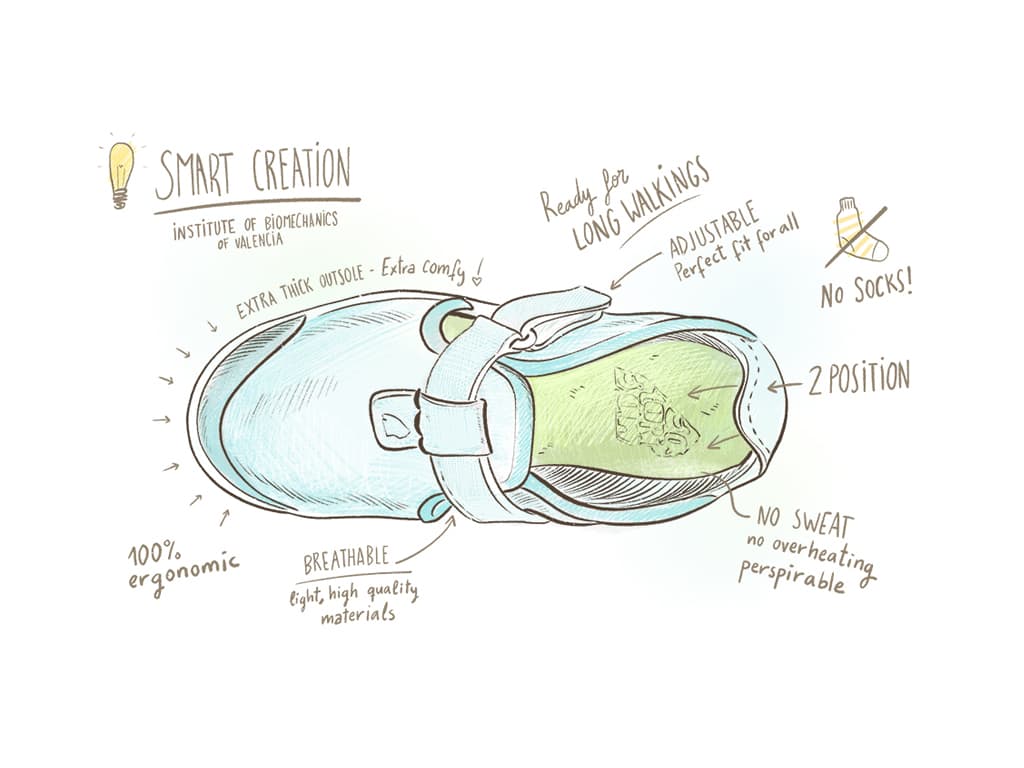 SMART CREATION
INSTITUTE OF BIOMECHANICS
OF VALENCIA
EXTRA THICK OUTSOLE - Extra comfy!
Ready for
LONG WALKINGS
ADJUSTABLE
Perfect fit for all
NO SOCKS!
2 POSITION
NO SWEAT
no overheating
perspirable
BREATHABLE
light, high quality
materials
100%
ergonomic